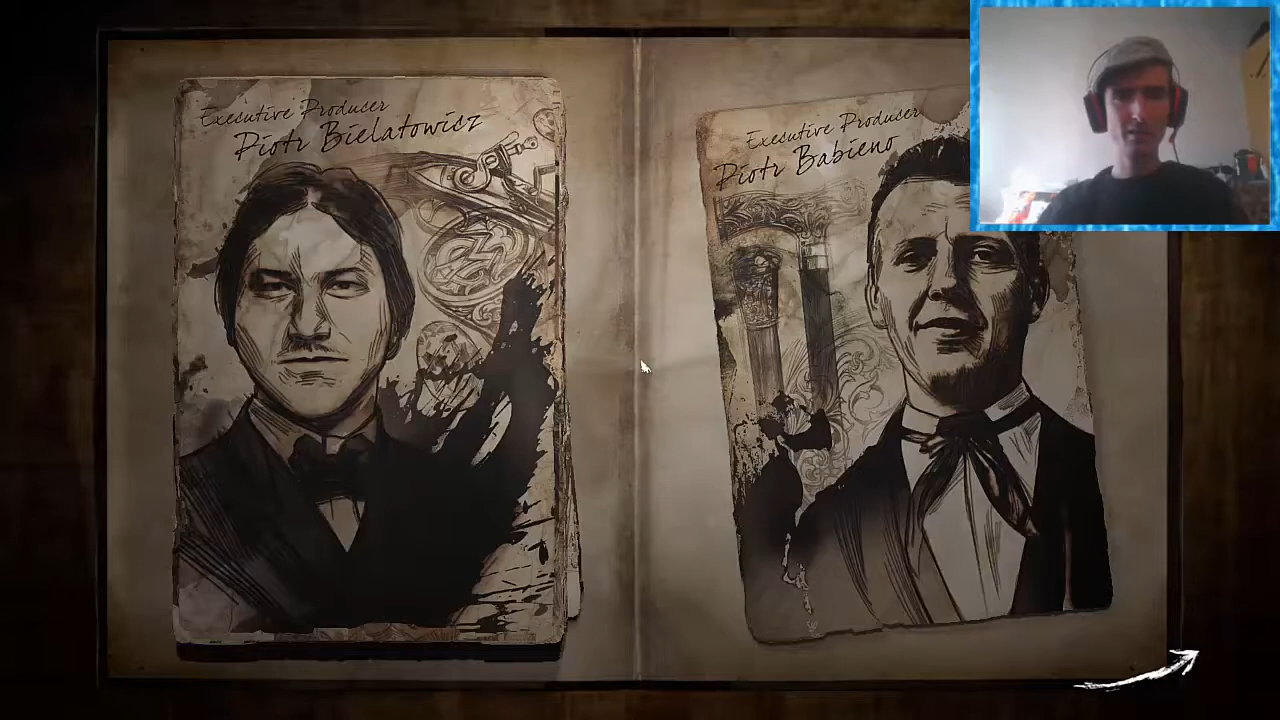 Executive Producer
Piotr Bielatowicz
Executive Producer
Piotr Babieno